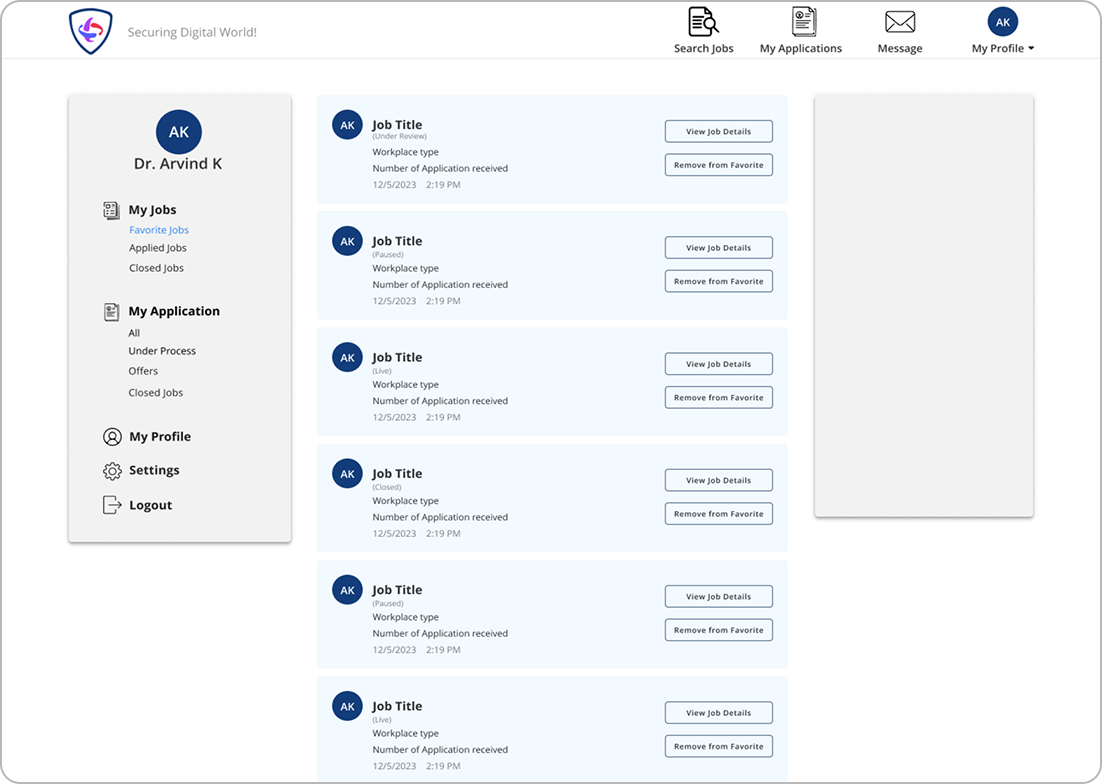 Securing Digital World!
AK
Search Jobs
My Applications
Message
My Profile
AK
Dr. Arvind K
My Jobs
Favorite Jobs
Applied Jobs
Closed Jobs
My Application
All
Under Process
Offers
Closed Jobs
My Profile
Settings
Logout
AK
Job Title
(Under Review)
Workplace type
Number of Application received
12/5/2023 2:19 PM
View Job Details
Remove from Favorite
AK
Job Title
(Paused)
Workplace type
Number of Application received
12/5/2023 2:19 PM
View Job Details
Remove from Favorite
AK
Job Title
(Live)
Workplace type
Number of Application received
12/5/2023 2:19 PM
View Job Details
Remove from Favorite
AK
Job Title
(Closed)
Workplace type
Number of Application received
12/5/2023 2:19 PM
View Job Details
Remove from Favorite
AK
Job Title
(Paused)
Workplace type
Number of Application received
12/5/2023 2:19 PM
View Job Details
Remove from Favorite
AK
Job Title
(Live)
Workplace type
Number of Application received
12/5/2023 2:19 PM
View Job Details
Remove from Favorite